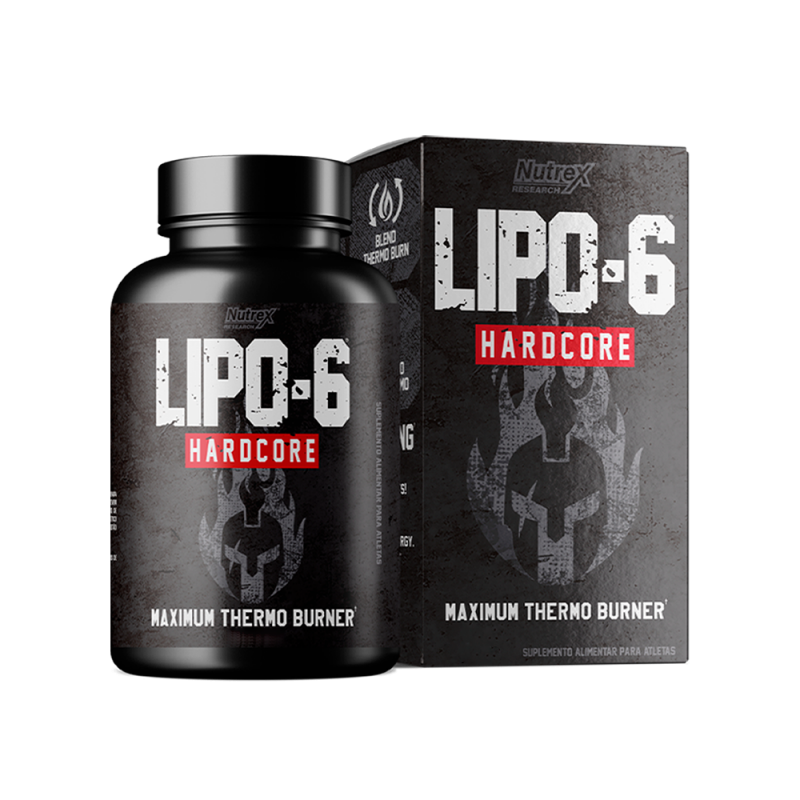 Nutrex
RESEARCH
LIPO-6
HARDCORE
MAXIMUM THERMO BURNER†
SUPLEMENTO ALIMENTAR PARA ATLETAS
BLEND
THERMO BURN
Nutrex
RESEARCH
LIPO-6
HARDCORE
MAXIMUM THERMO BURNER†
SUPLEMENTO ALIMENTAR PARA ATLETAS